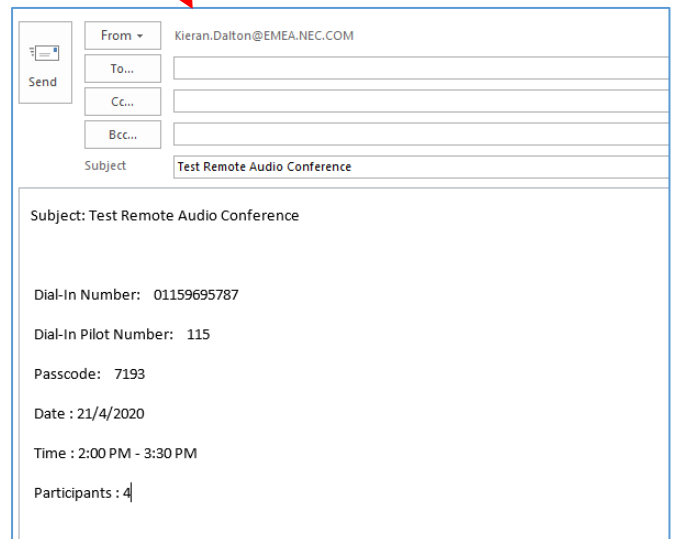 From
Kieran.Dalton@EMEA.NEC.COM
Send
To...
Cc...
Bcc...
Subject
Test Remote Audio Conference
Subject: Test Remote Audio Conference
Dial-In Number: 01159695787
Dial-In Pilot Number: 115
Passcode: 7193
Date : 21/4/2020
Time : 2:00 PM - 3:30 PM
Participants : 4